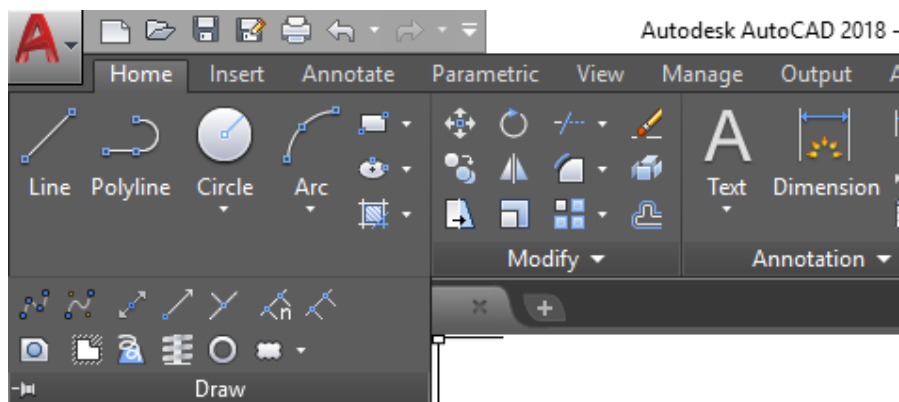 Autodesk AutoCAD 2018 -
Home Insert Annotate Parametric View Manage Output
Line Polyline Circle Arc Text Dimension
Modify Annotation
Draw